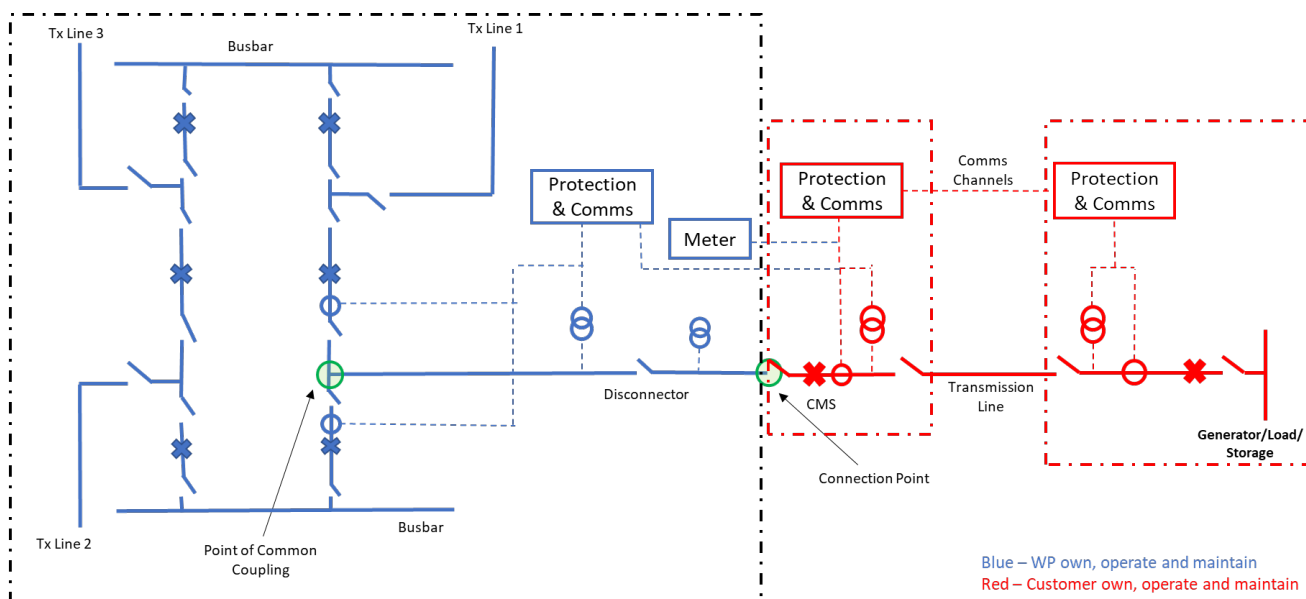 Tx Line 3
Busbar
Tx Line 1
Protection
& Comms
Meter
Protection
& Comms
Comms
Channels
Protection
& Comms
Disconnector
CMS
Transmission
Line
Connection Point
Generator/Load/
Storage
Tx Line 2
Busbar
Point of Common
Coupling
Blue – WP own, operate and maintain
Red – Customer own, operate and maintain